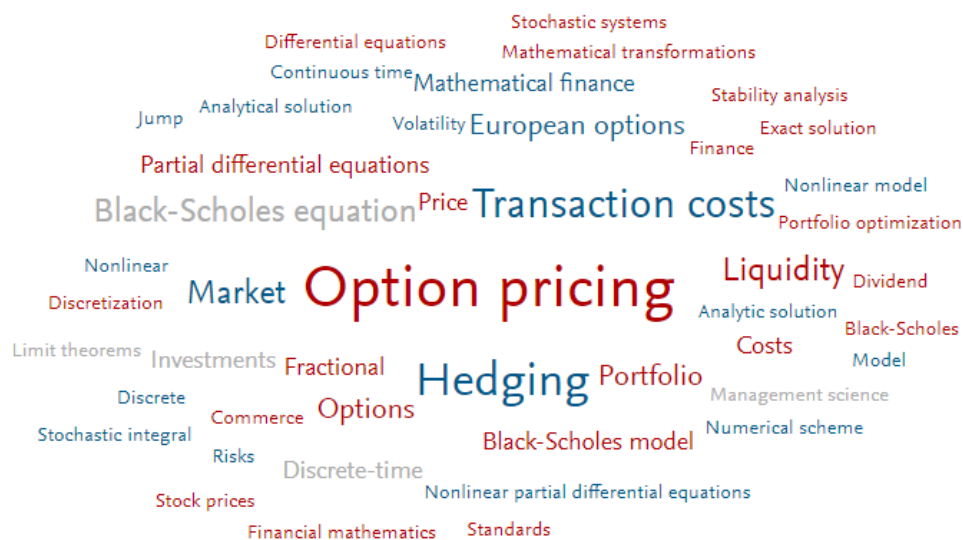 Stochastic systems
Differential equations
Mathematical transformations
Continuous time
Mathematical finance
Stability analysis
Analytical solution
Jump
Volatility
European options
Exact solution
Finance
Partial differential equations
Nonlinear model
Black-Scholes equation
Price
Transaction costs
Portfolio optimization
Nonlinear
Market
Option pricing
Liquidity
Dividend
Discretization
Analytic solution
Black-Scholes
Limit theorems
Investments
Fractional
Costs
Model
Hedging
Portfolio
Discrete
Management science
Commerce
Options
Stochastic integral
Black-Scholes model
Numerical scheme
Risks
Discrete-time
Nonlinear partial differential equations
Stock prices
Financial mathematics
Standards